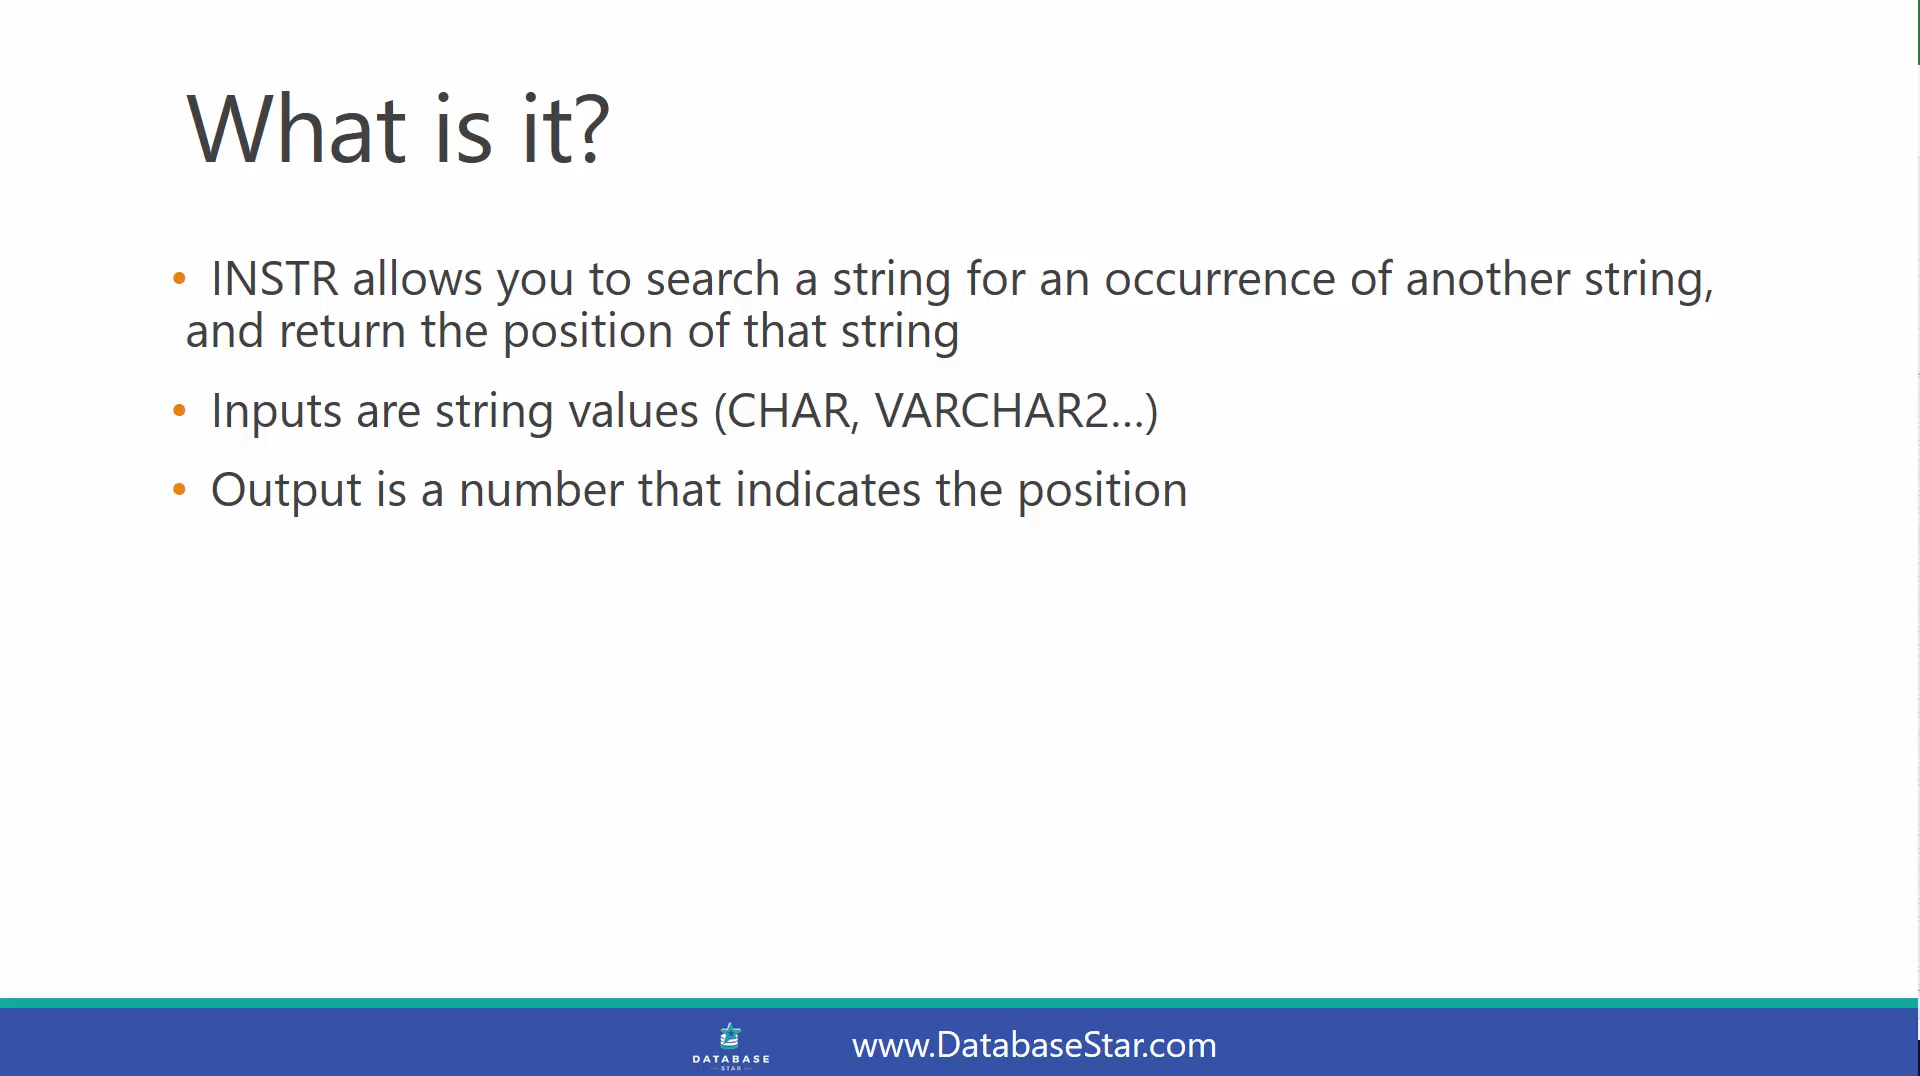 What is it?
• INSTR allows you to search a string for an occurrence of another string,
and return the position of that string
• Inputs are string values (CHAR, VARCHAR2...)
• Output is a number that indicates the position
DATABASE
STAR
www.DatabaseStar.com